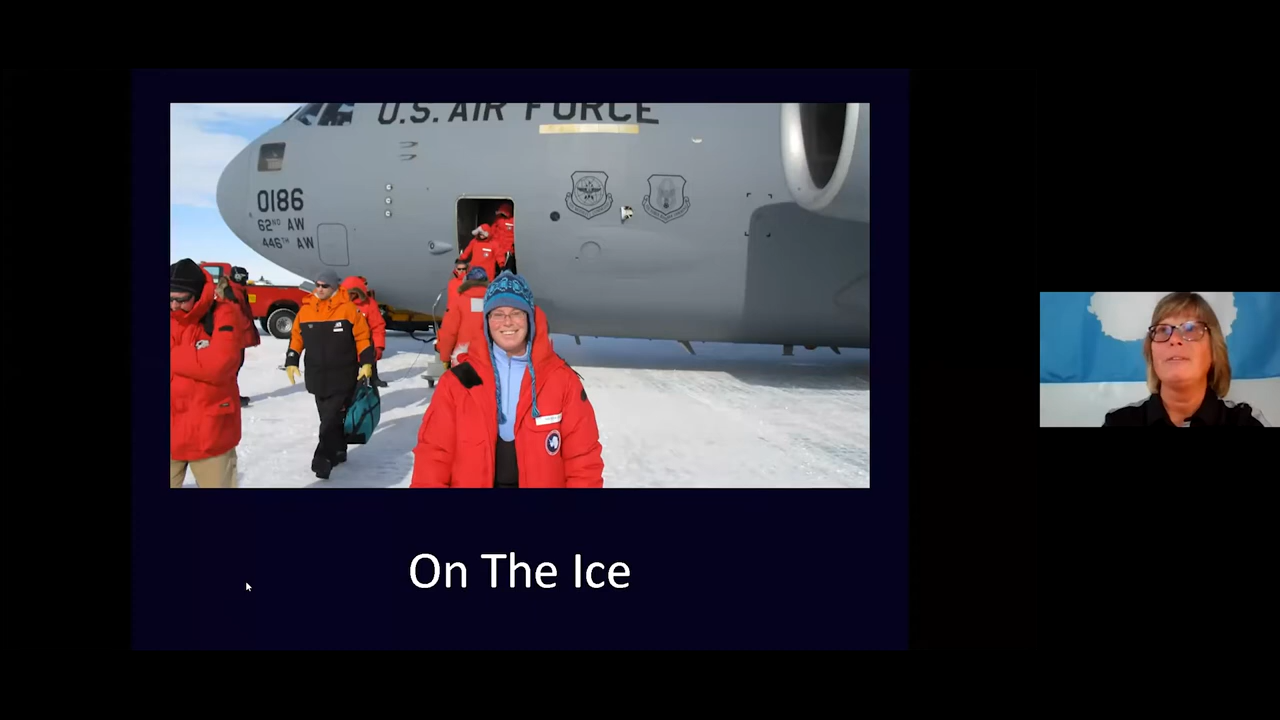 U.S. AIR FORCE
0186
62ND AW
446TH AW
On The Ice